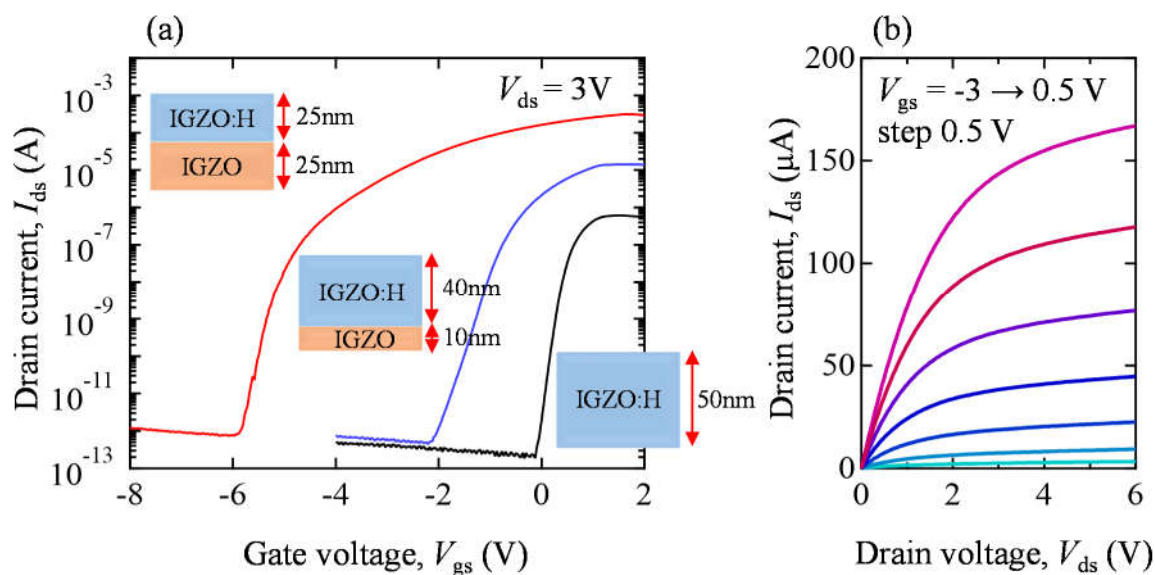 (a)
V_ds = 3V
IGZO:H
25nm
IGZO
25nm
IGZO:H
40nm
IGZO
10nm
IGZO:H
50nm
10^-3
10^-5
10^-7
10^-9
10^-11
10^-13
Drain current, I_ds (A)
-8 -6 -4 -2 0 2
Gate voltage, V_gs (V)
(b)
V_gs = -3 → 0.5 V
step 0.5 V
200
150
100
50
0
Drain current, I_ds (μA)
0 2 4 6
Drain voltage, V_ds (V)